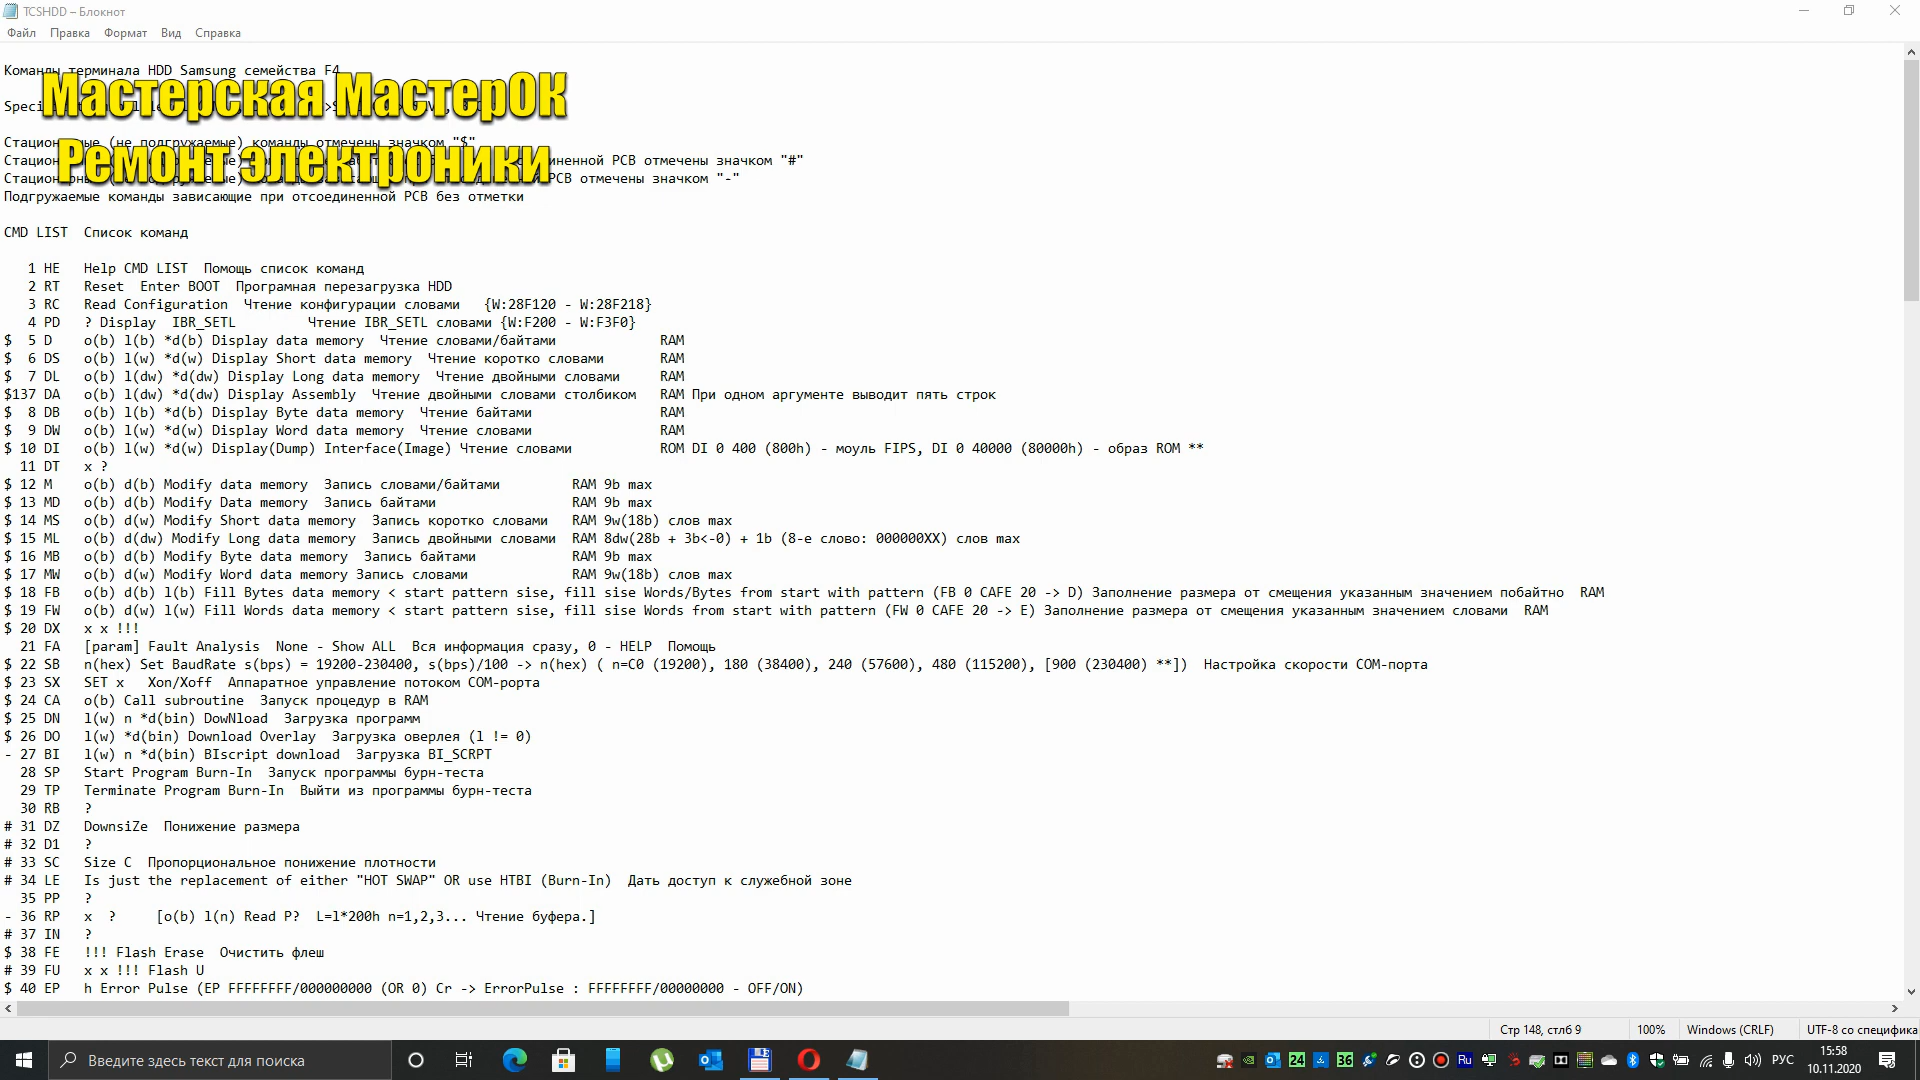 TCSHDD – Блокнот
Файл Правка Формат Вид Справка
Команды терминала HDD Samsung семейства F4
Мастерская МастерОК
Ремонт электроники
Стационарные (не подгружаемые) команды отмечены значком "$"
PCB отмечены значком "#"
PCB отмечены значком "-"
Подгружаемые команды зависающие при отсоединенной PCB без отметки
CMD LIST Список команд
1 HE Help CMD LIST Помощь список команд
2 RT Reset Enter BOOT Програмная перезагрузка HDD
3 RC Read Configuration Чтение конфигурации словами {W:28F120 - W:28F218}
4 PD ? Display IBR_SETL Чтение IBR_SETL словами {W:F200 - W:F3F0}
$ 5 D o(b) l(b) *d(b) Display data memory Чтение словами/байтами RAM
$ 6 DS o(b) l(w) *d(w) Display Short data memory Чтение коротко словами RAM
$ 7 DL o(b) l(dw) *d(dw) Display Long data memory Чтение двойными словами RAM
$137 DA o(b) l(dw) *d(dw) Display Assembly Чтение двойными словами столбиком RAM При одном аргументе выводит пять строк
$ 8 DB o(b) l(b) *d(b) Display Byte data memory Чтение байтами RAM
$ 9 DW o(b) l(w) *d(w) Display Word data memory Чтение словами RAM
$ 10 DI o(b) l(w) *d(w) Display(Dump) Interface(Image) Чтение словами ROM DI 0 400 (800h) - моуль FIPS, DI 0 40000 (80000h) - образ ROM **
11 DT x ?
$ 12 M o(b) d(b) Modify data memory Запись словами/байтами RAM 9b max
$ 13 MD o(b) d(b) Modify Data memory Запись байтами RAM 9b max
$ 14 MS o(b) d(w) Modify Short data memory Запись коротко словами RAM 9w(18b) слов max
$ 15 ML o(b) d(dw) Modify Long data memory Запись двойными словами RAM 8dw(28b + 3b<-0) + 1b (8-е слово: 000000XX) слов max
$ 16 MB o(b) d(b) Modify Byte data memory Запись байтами RAM 9b max
$ 17 MW o(b) d(w) Modify Word data memory Запись словами RAM 9w(18b) слов max
$ 18 FB o(b) d(b) l(b) Fill Bytes data memory < start pattern sise, fill sise Words/Bytes from start with pattern (FB 0 CAFE 20 -> D) Заполнение размера от смещения указанным значением побайтно RAM
$ 19 FW o(b) d(w) l(w) Fill Words data memory < start pattern sise, fill sise Words from start with pattern (FW 0 CAFE 20 -> E) Заполнение размера от смещения указанным значением словами RAM
$ 20 DX x x !!!
21 FA [param] Fault Analysis None - Show ALL Вся информация сразу, 0 - HELP Помощь
$ 22 SB n(hex) Set BaudRate s(bps) = 19200-230400, s(bps)/100 -> n(hex) ( n=C0 (19200), 180 (38400), 240 (57600), 480 (115200), [900 (230400) **]) Настройка скорости COM-порта
$ 23 SX SET x Xon/Xoff Аппаратное управление потоком COM-рорта
$ 24 CA o(b) Call subroutine Запуск процедур в RAM
$ 25 DN l(w) n *d(bin) DowNload Загрузка программ
$ 26 DO l(w) *d(bin) Download Overlay Загрузка оверлея (l != 0)
- 27 BI l(w) n *d(bin) BIscript download Загрузка BI_SCRPT
28 SP Start Program Burn-In Запуск программы бурн-теста
29 TP Terminate Program Burn-In Выйти из программы бурн-теста
30 RB ?
# 31 DZ DownsiZe Понижение размера
# 32 D1 ?
# 33 SC Size C Пропорциональное понижение плотности
# 34 LE Is just the replacement of either "HOT SWAP" OR use HTBI (Burn-In) Дать доступ к служебной зоне
35 PP ?
- 36 RP x ? [o(b) l(n) Read P? L=l*200h n=1,2,3... Чтение буфера.]
# 37 IN ?
$ 38 FE !!! Flash Erase Очистить флеш
# 39 FU x x !!! Flash U
$ 40 EP h Error Pulse (EP FFFFFFFF/000000000 (OR 0) Cr -> ErrorPulse : FFFFFFFF/00000000 - OFF/ON)
Стр 148, стлб 9 100% Windows (CRLF) UTF-8 со специфика
Введите здесь текст для поиска
24 36 Ru РУС
15:58
10.11.2020